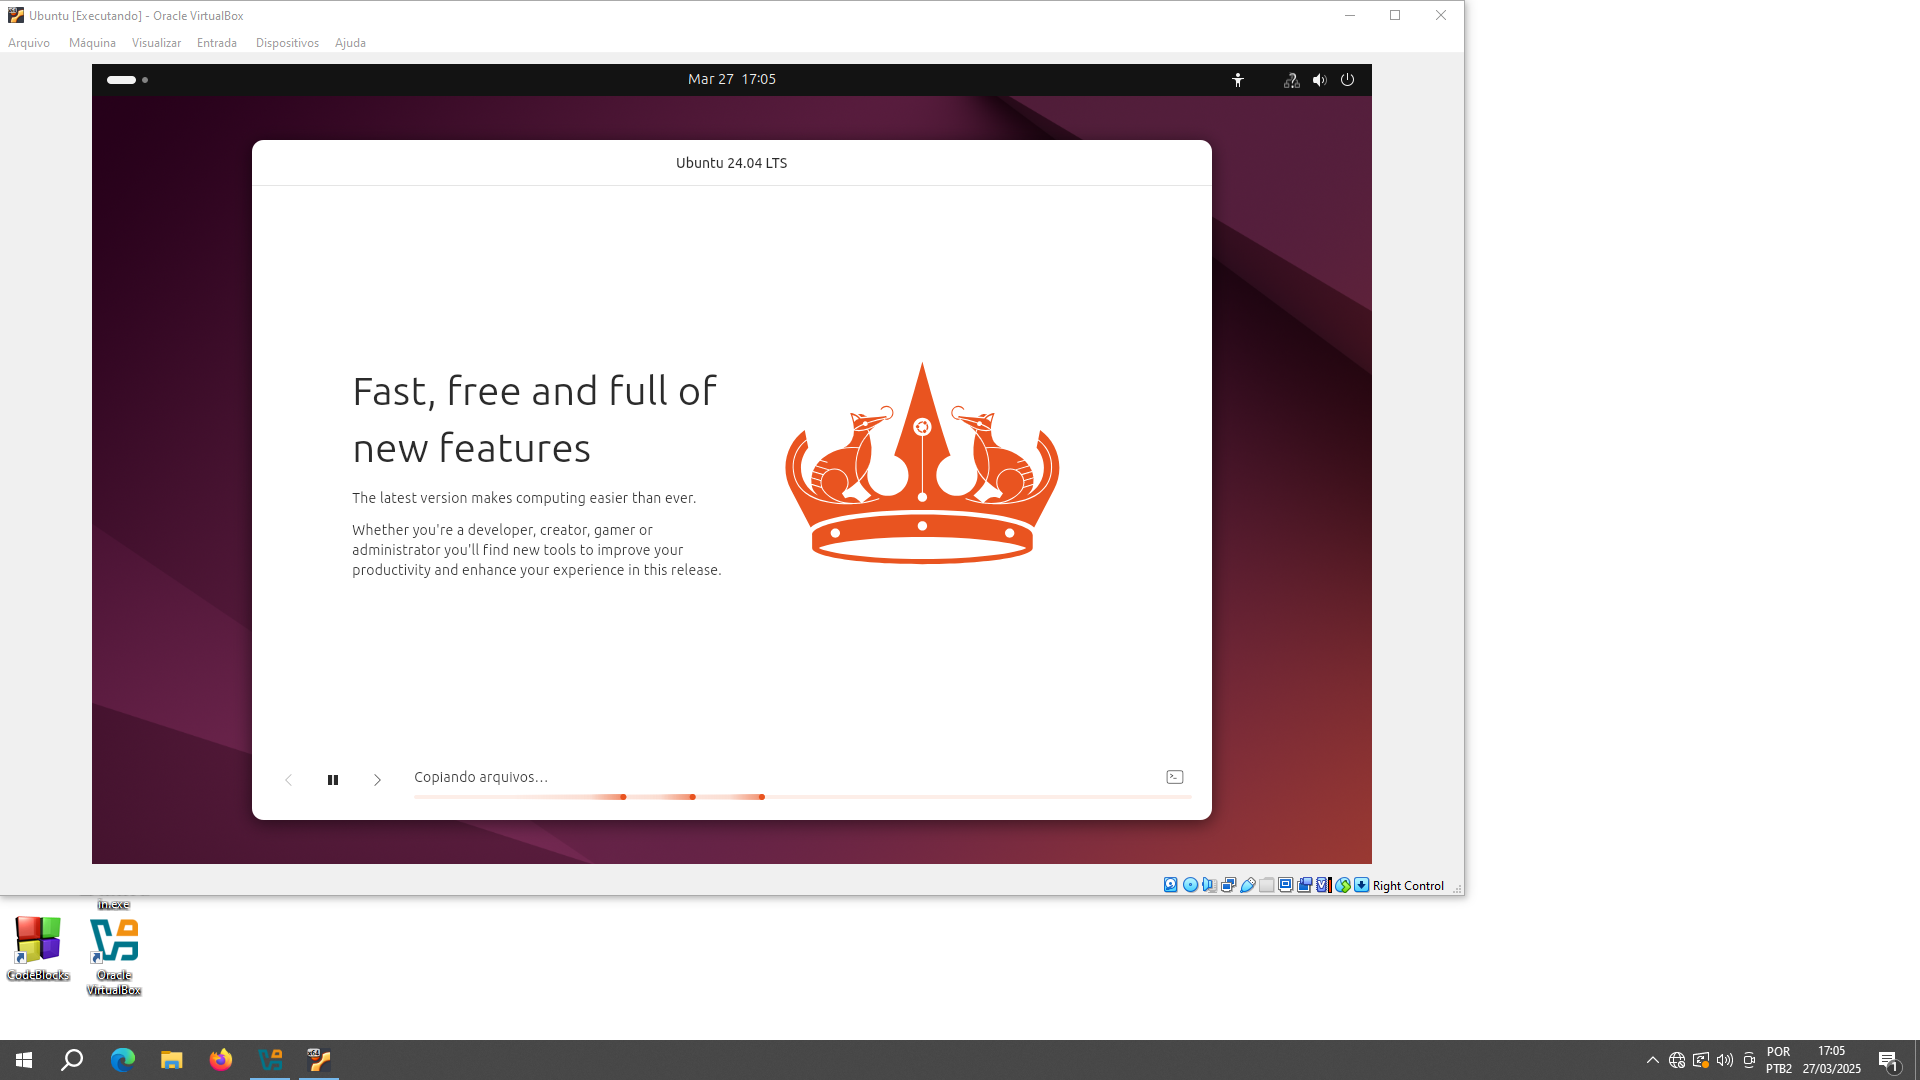 Ubuntu [Executando] - Oracle VirtualBox
Arquivo Máquina Visualizar Entrada Dispositivos Ajuda
Mar 27 17:05
Ubuntu 24.04 LTS
Fast, free and full of
new features
The latest version makes computing easier than ever.
Whether you're a developer, creator, gamer or
administrator you'll find new tools to improve your
productivity and enhance your experience in this release.
Copiando arquivos...
Right Control
in.exe
CodeBlocks
Oracle
VirtualBox
x64
POR
PTB2
17:05
27/03/2025
1